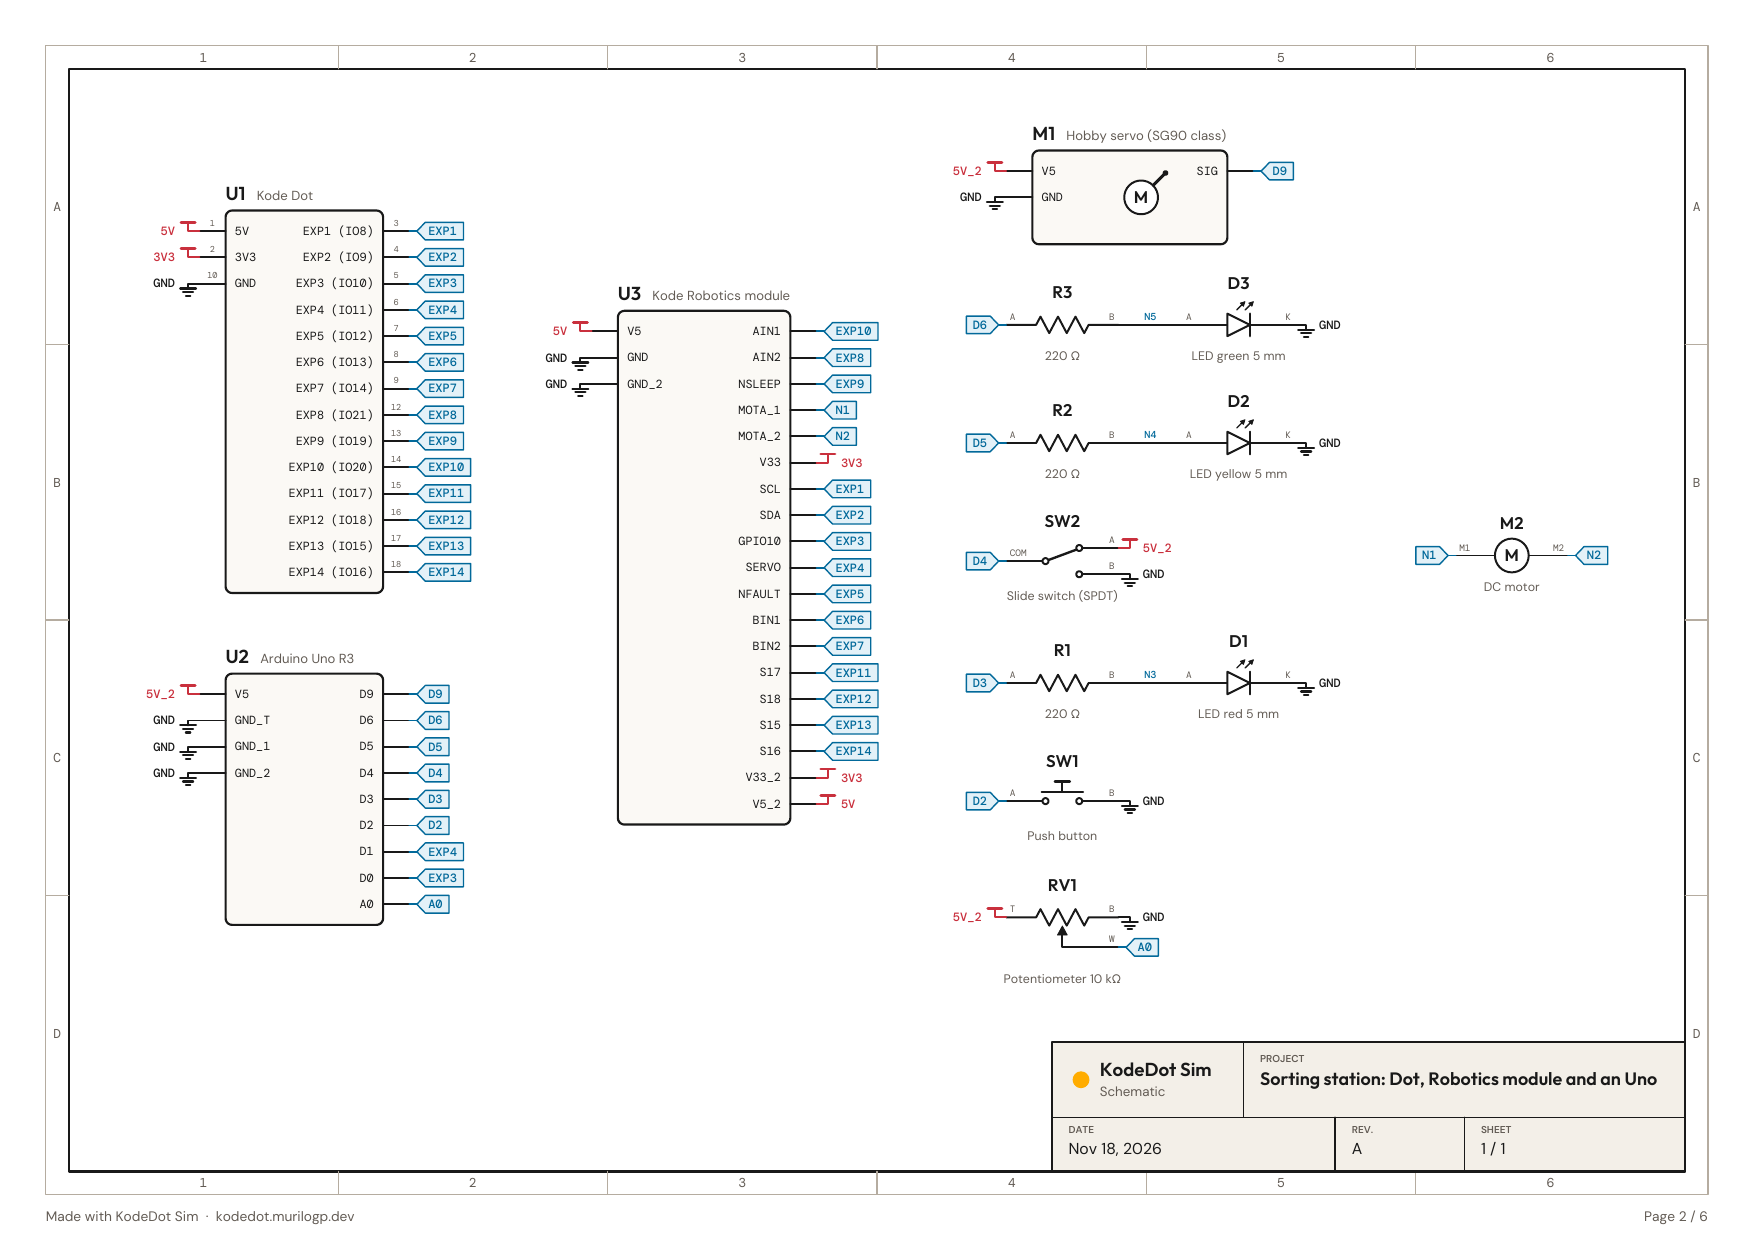 1 2 3 4 5 6
A A
B B
C C
D D
U1 Kode Dot
5V 1 5V EXP1 (IO8) 3 EXP1
3V3 2 3V3 EXP2 (IO9) 4 EXP2
GND 10 GND EXP3 (IO10) 5 EXP3
EXP4 (IO11) 6 EXP4
EXP5 (IO12) 7 EXP5
EXP6 (IO13) 8 EXP6
EXP7 (IO14) 9 EXP7
EXP8 (IO21) 12 EXP8
EXP9 (IO19) 13 EXP9
EXP10 (IO20) 14 EXP10
EXP11 (IO17) 15 EXP11
EXP12 (IO18) 16 EXP12
EXP13 (IO15) 17 EXP13
EXP14 (IO16) 18 EXP14
U2 Arduino Uno R3
5V_2 V5 D9 D9
GND GND_T D6 D6
GND GND_1 D5 D5
GND GND_2 D4 D4
D3 D3
D2 D2
D1 EXP4
D0 EXP3
A0 A0
U3 Kode Robotics module
5V V5 AIN1 EXP10
GND GND AIN2 EXP8
GND GND_2 NSLEEP EXP9
MOTA_1 N1
MOTA_2 N2
V33 3V3
SCL EXP1
SDA EXP2
GPIO10 EXP3
SERVO EXP4
NFAULT EXP5
BIN1 EXP6
BIN2 EXP7
S17 EXP11
S18 EXP12
S15 EXP13
S16 EXP14
V33_2 3V3
V5_2 5V
M1 Hobby servo (SG90 class)
5V_2 V5 SIG D9
GND GND M
R3 D3
D6 A B N5 A K GND
220 Ω LED green 5 mm
R2 D2
D5 A B N4 A K GND
220 Ω LED yellow 5 mm
SW2
D4 COM A 5V_2
B GND
Slide switch (SPDT)
M2
N1 M1 M M2 N2
DC motor
R1 D1
D3 A B N3 A K GND
220 Ω LED red 5 mm
SW1
D2 A B GND
Push button
RV1
5V_2 T B GND
W A0
Potentiometer 10 kΩ
KodeDot Sim
Schematic
PROJECT
Sorting station: Dot, Robotics module and an Uno
DATE
Nov 18, 2026
REV.
A
SHEET
1 / 1
1 2 3 4 5 6
Made with KodeDot Sim · kodedot.murilogp.dev
Page 2 / 6